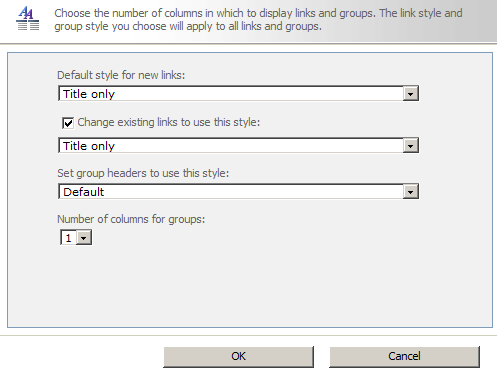 Choose the number of columns in which to display links and groups. The link style and
group style you choose will apply to all links and groups.
Default style for new links:
Title only
Change existing links to use this style:
Title only
Set group headers to use this style:
Default
Number of columns for groups:
1
OK
Cancel